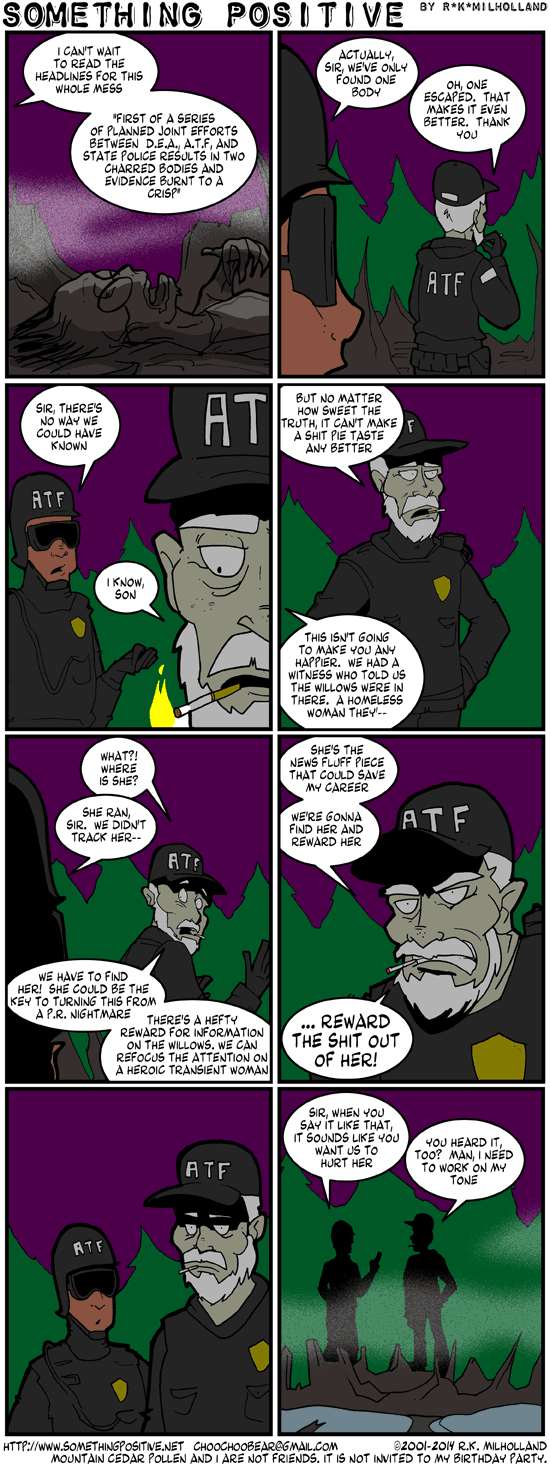 SOMETHING POSITIVE
BY R*K*MILHOLLAND
I CAN'T WAIT
TO READ THE
HEADLINES FOR THIS
WHOLE MESS
"FIRST OF A SERIES
OF PLANNED JOINT EFFORTS
BETWEEN D.E.A., A.T.F, AND
STATE POLICE RESULTS IN TWO
CHARRED BODIES AND
EVIDENCE BURNT TO A
CRISP"
ACTUALLY,
SIR, WE'VE ONLY
FOUND ONE
BODY
OH, ONE
ESCAPED. THAT
MAKES IT EVEN
BETTER. THANK
YOU
ATF
SIR, THERE'S
NO WAY WE
COULD HAVE
KNOWN
AT
ATF
I KNOW,
SON
BUT NO MATTER
HOW SWEET THE
TRUTH, IT CAN'T MAKE
A SHIT PIE TASTE
ANY BETTER
F
THIS ISN'T GOING
TO MAKE YOU ANY
HAPPIER. WE HAD A
WITNESS WHO TOLD US
THE WILLOWS WERE IN
THERE. A HOMELESS
WOMAN THEY'--
WHAT?!
WHERE
IS SHE?
SHE RAN,
SIR. WE DIDN'T
TRACK HER--
ATF
WE HAVE TO FIND
HER! SHE COULD BE THE
KEY TO TURNING THIS FROM
A P.R. NIGHTMARE
THERE'S A HEFTY
REWARD FOR INFORMATION
ON THE WILLOWS. WE CAN
REFOCUS THE ATTENTION ON
A HEROIC TRANSIENT WOMAN
SHE'S THE
NEWS FLUFF PIECE
THAT COULD SAVE
MY CAREER
WE'RE GONNA
FIND HER AND
REWARD HER
ATF
... REWARD
THE SHIT OUT
OF HER!
ATF
ATF
SIR, WHEN YOU
SAY IT LIKE THAT,
IT SOUNDS LIKE YOU
WANT US TO
HURT HER
YOU HEARD IT,
TOO? MAN, I NEED
TO WORK ON MY
TONE
HTTP://WWW.SOMETHINGPOSITIVE.NET CHOOCHOOBEAR@GMAIL.COM ©2001-2014 R.K. MILHOLLAND
MOUNTAIN CEDAR POLLEN AND I ARE NOT FRIENDS. IT IS NOT INVITED TO MY BIRTHDAY PARTY.